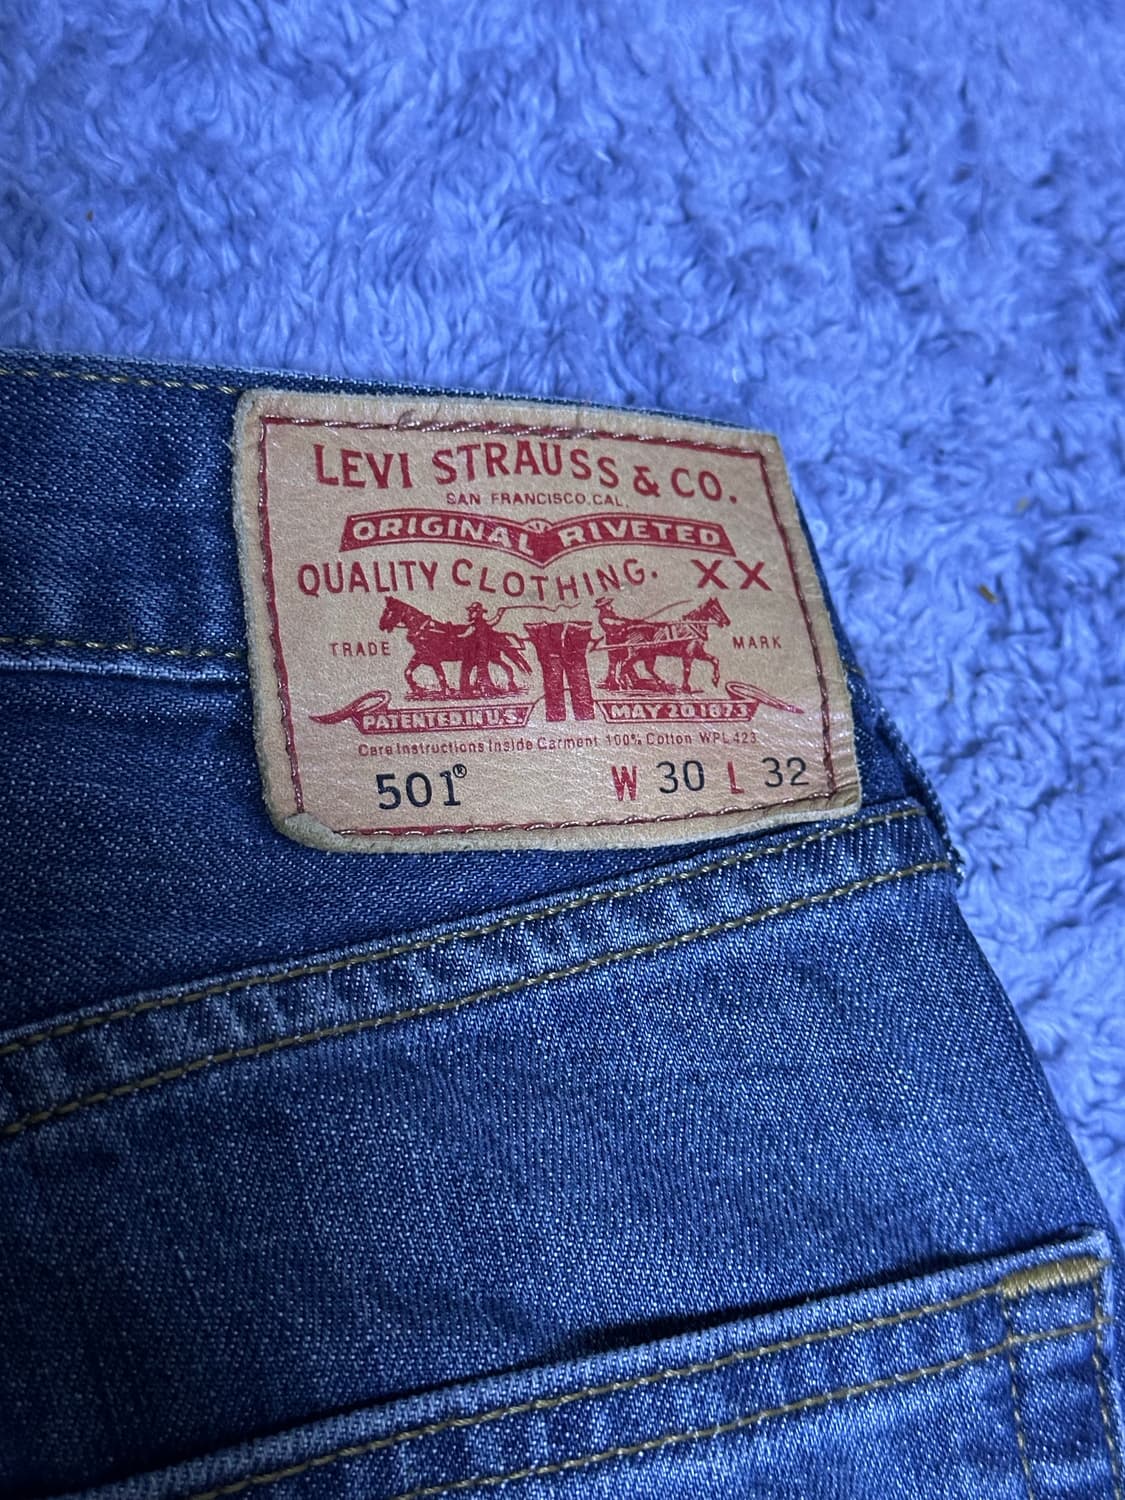 LEVI STRAUSS & CO.
SAN FRANCISCO.CAL.
ORIGINAL RIVETED
QUALITY CLOTHING. XX
TRADE MARK
PATENTED IN U.S. MAY 20 1873
Care Instructions Inside Garment 100% Cotton WPL 423
501® W 30 L 32